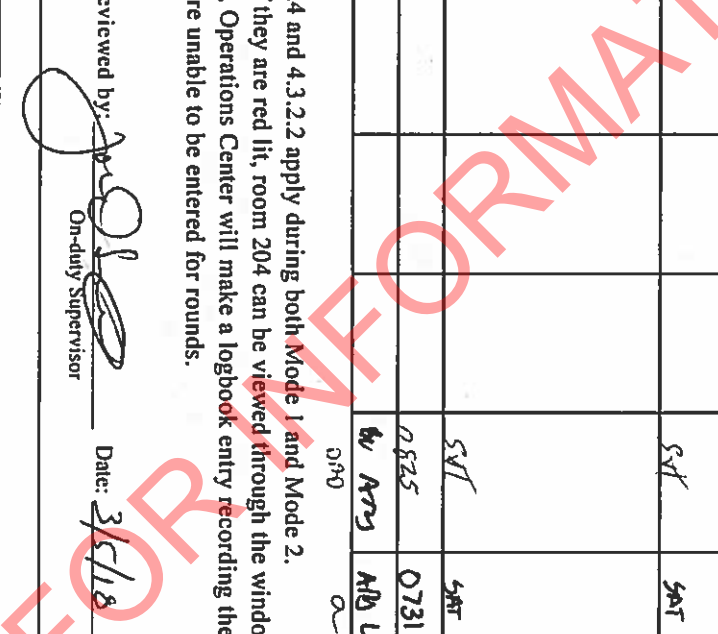 SAT SAT
SAT SAT
0825 0731
.4 and 4.3.2.2 apply during both Mode 1 and Mode 2.
they are red lit, room 204 can be viewed through the windo
, Operations Center will make a logbook entry recording the
re unable to be entered for rounds.
eviewed by: Date: 3/5/18
On-duty Supervisor
FOR INFORMAT